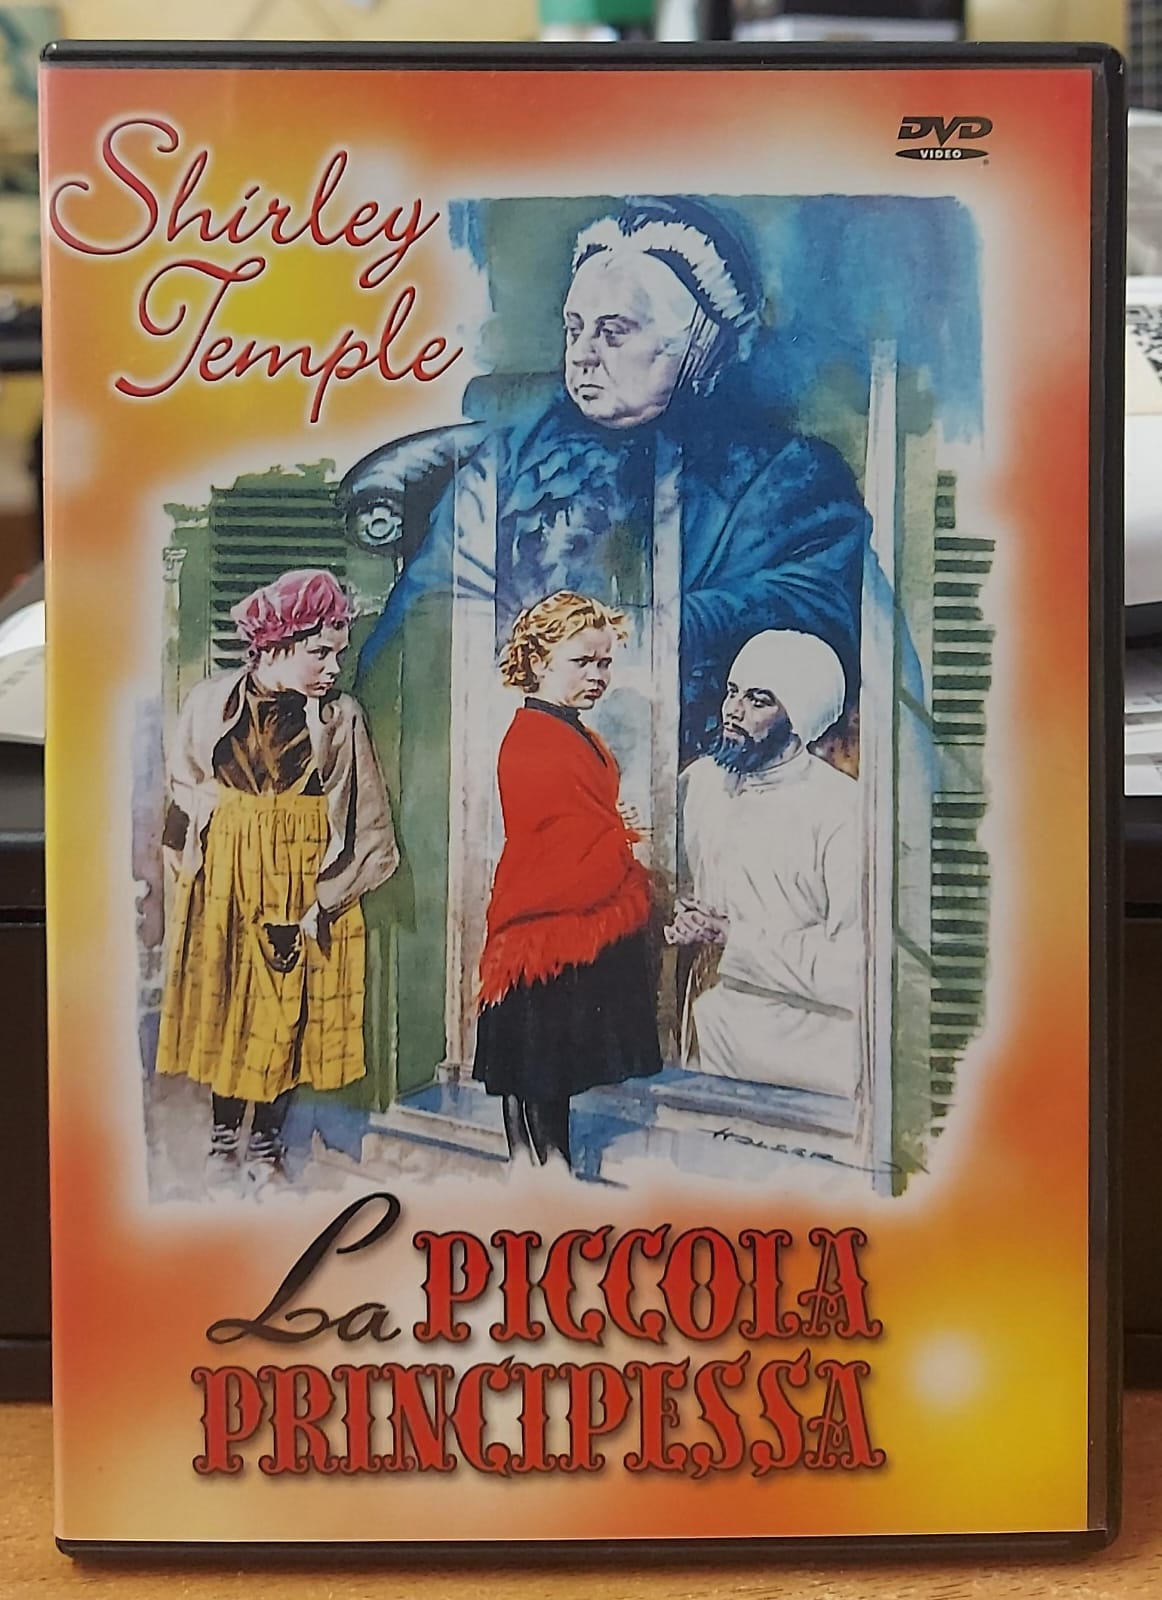 Shirley
Temple
DVD
VIDEO
La PICCOLA
PRINCIPESSA